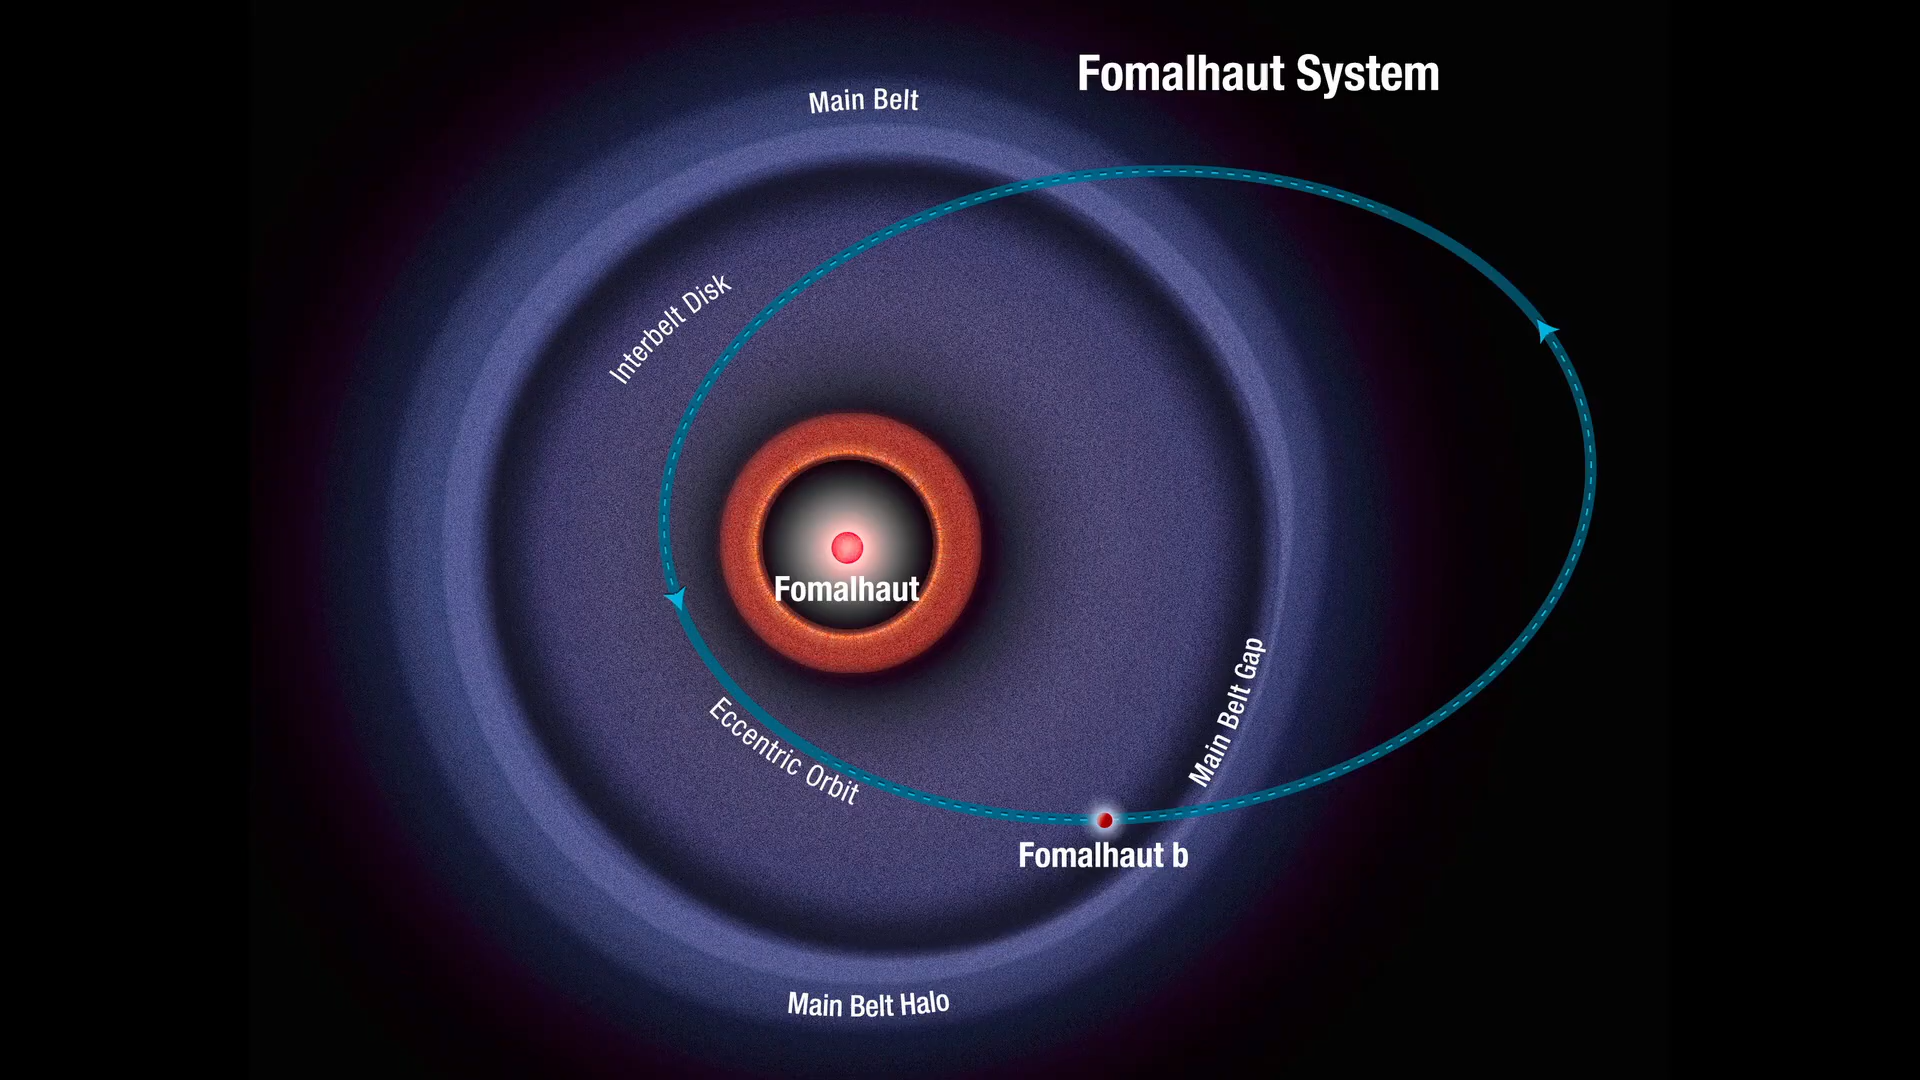 Fomalhaut System
Main Belt
Interbelt Disk
Fomalhaut
Main Belt Gap
Eccentric Orbit
Fomalhaut b
Main Belt Halo